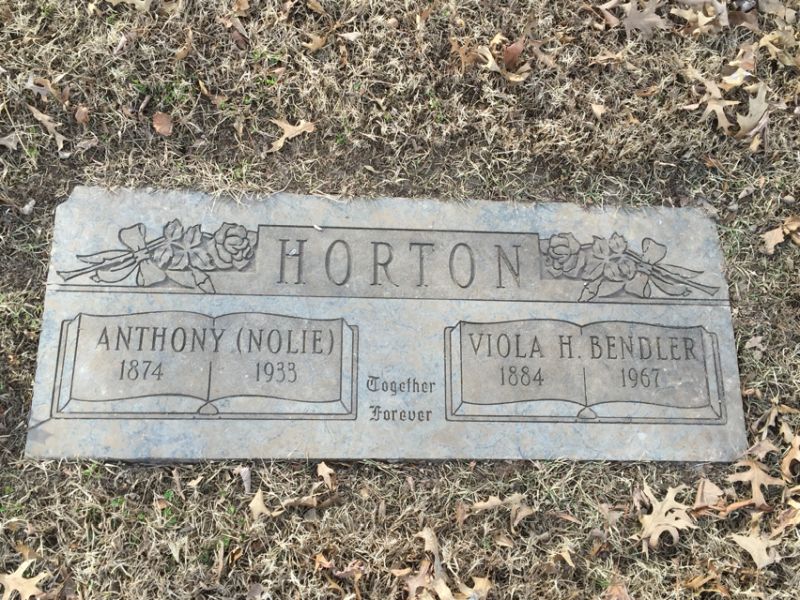 HORTON
ANTHONY (NOLIE)
1874 1933
Together
Forever
VIOLA H. BENDLER
1884 1967